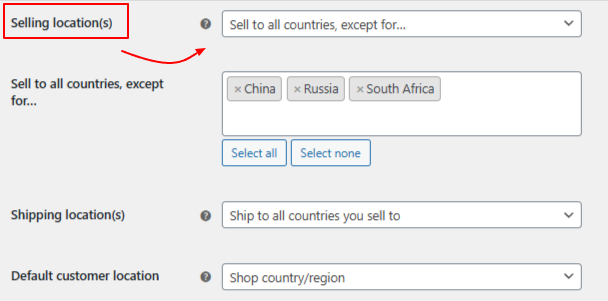 Selling location(s) ? Sell to all countries, except for...
Sell to all countries, except
for...
× China × Russia × South Africa
Select all Select none
Shipping location(s) ? Ship to all countries you sell to
Default customer location ? Shop country/region